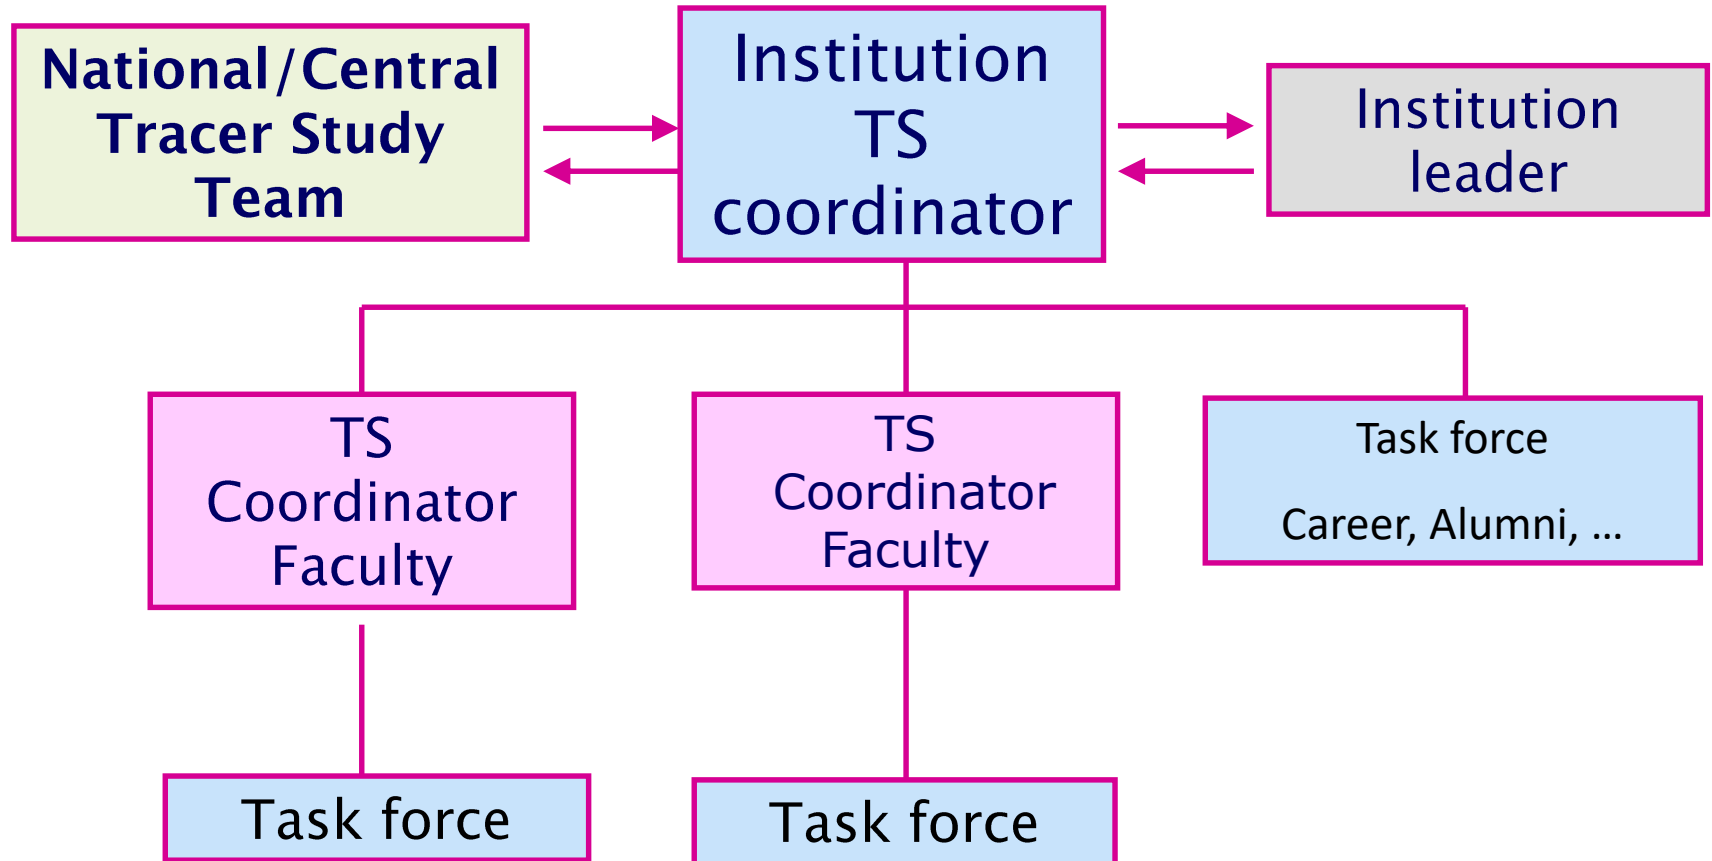 National/Central
Tracer Study
Team
Institution
TS
coordinator
Institution
leader
TS
Coordinator
Faculty
TS
Coordinator
Faculty
Task force
Career, Alumni, ...
Task force
Task force